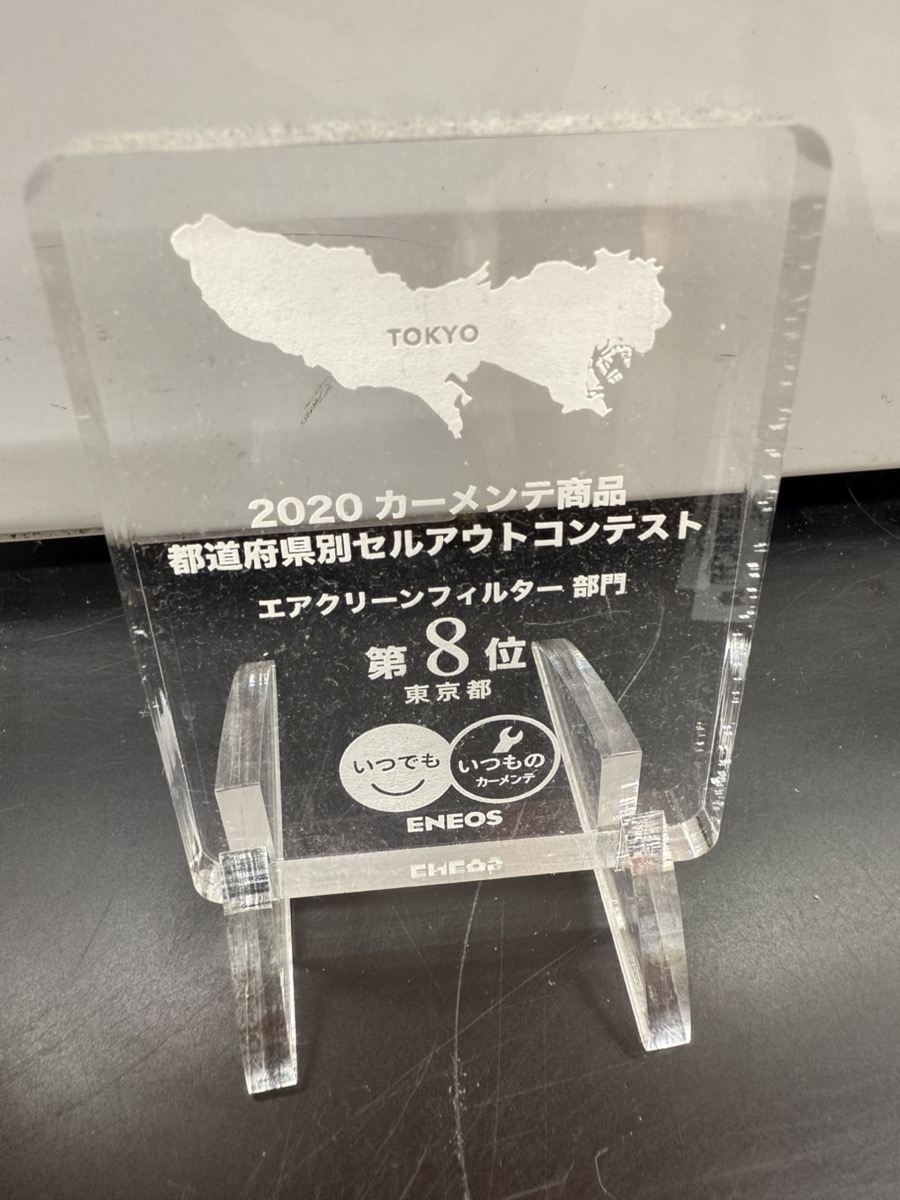 TOKYO
2020 カーメンテ商品
都道府県別セルアウトコンテスト
エアクリーンフィルター 部門
第8位
東京都
いつでも いつもの
カーメンテ
ENEOS